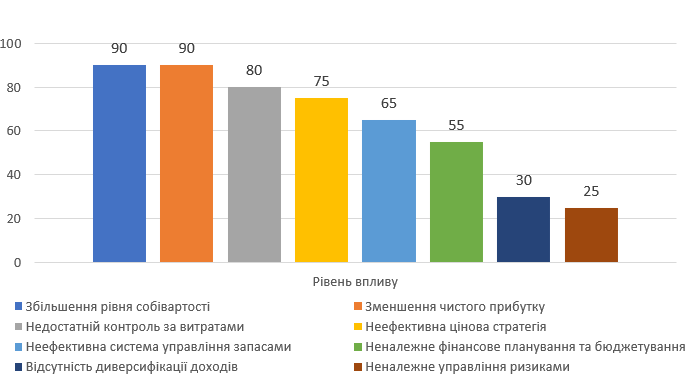 100
90
90
80
80
75
65
60
55
40
30
25
20
0
Рівень впливу
Збільшення рівня собівартості
Зменшення чистого прибутку
Недостатній контроль за витратами
Неефективна цінова стратегія
Неефективна система управління запасами
Неналежне фінансове планування та бюджетування
Відсутність диверсифікації доходів
Неналежне управління ризиками